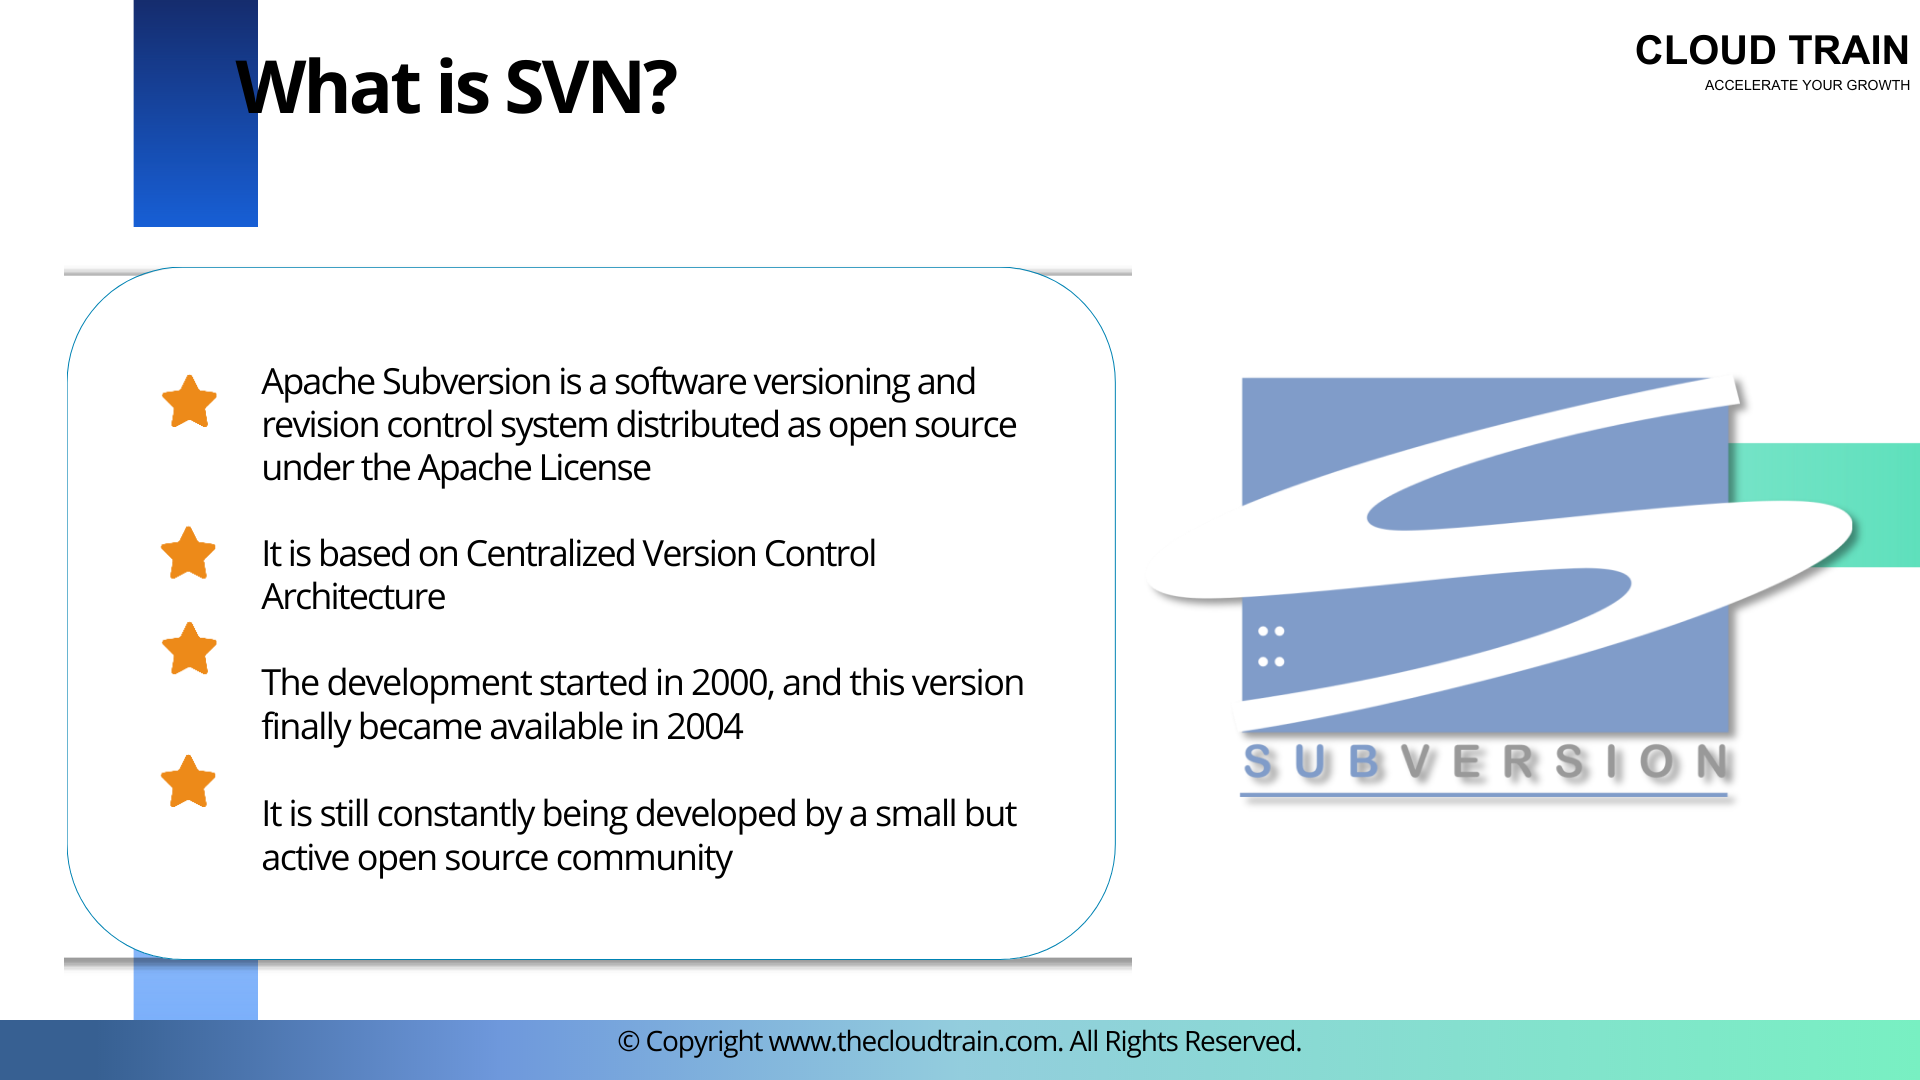 What is SVN?
CLOUD TRAIN
ACCELERATE YOUR GROWTH
Apache Subversion is a software versioning and
revision control system distributed as open source
under the Apache License
It is based on Centralized Version Control
Architecture
The development started in 2000, and this version
finally became available in 2004
It is still constantly being developed by a small but
active open source community
SUBVERSION
© Copyright www.thecloudtrain.com. All Rights Reserved.